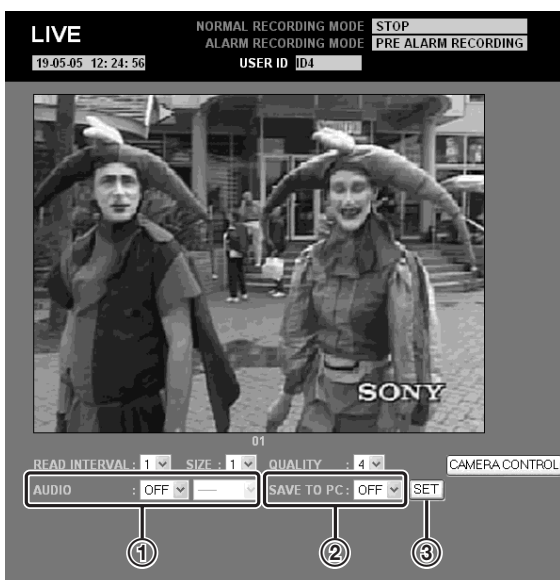 LIVE
NORMAL RECORDING MODE STOP
ALARM RECORDING MODE PRE ALARM RECORDING
19-05-05 12: 24: 56 USER ID ID4
SONY
01
READ INTERVAL : 1 SIZE : 1 QUALITY : 4 CAMERA CONTROL
AUDIO : OFF ---- SAVE TO PC : OFF SET
1 2 3